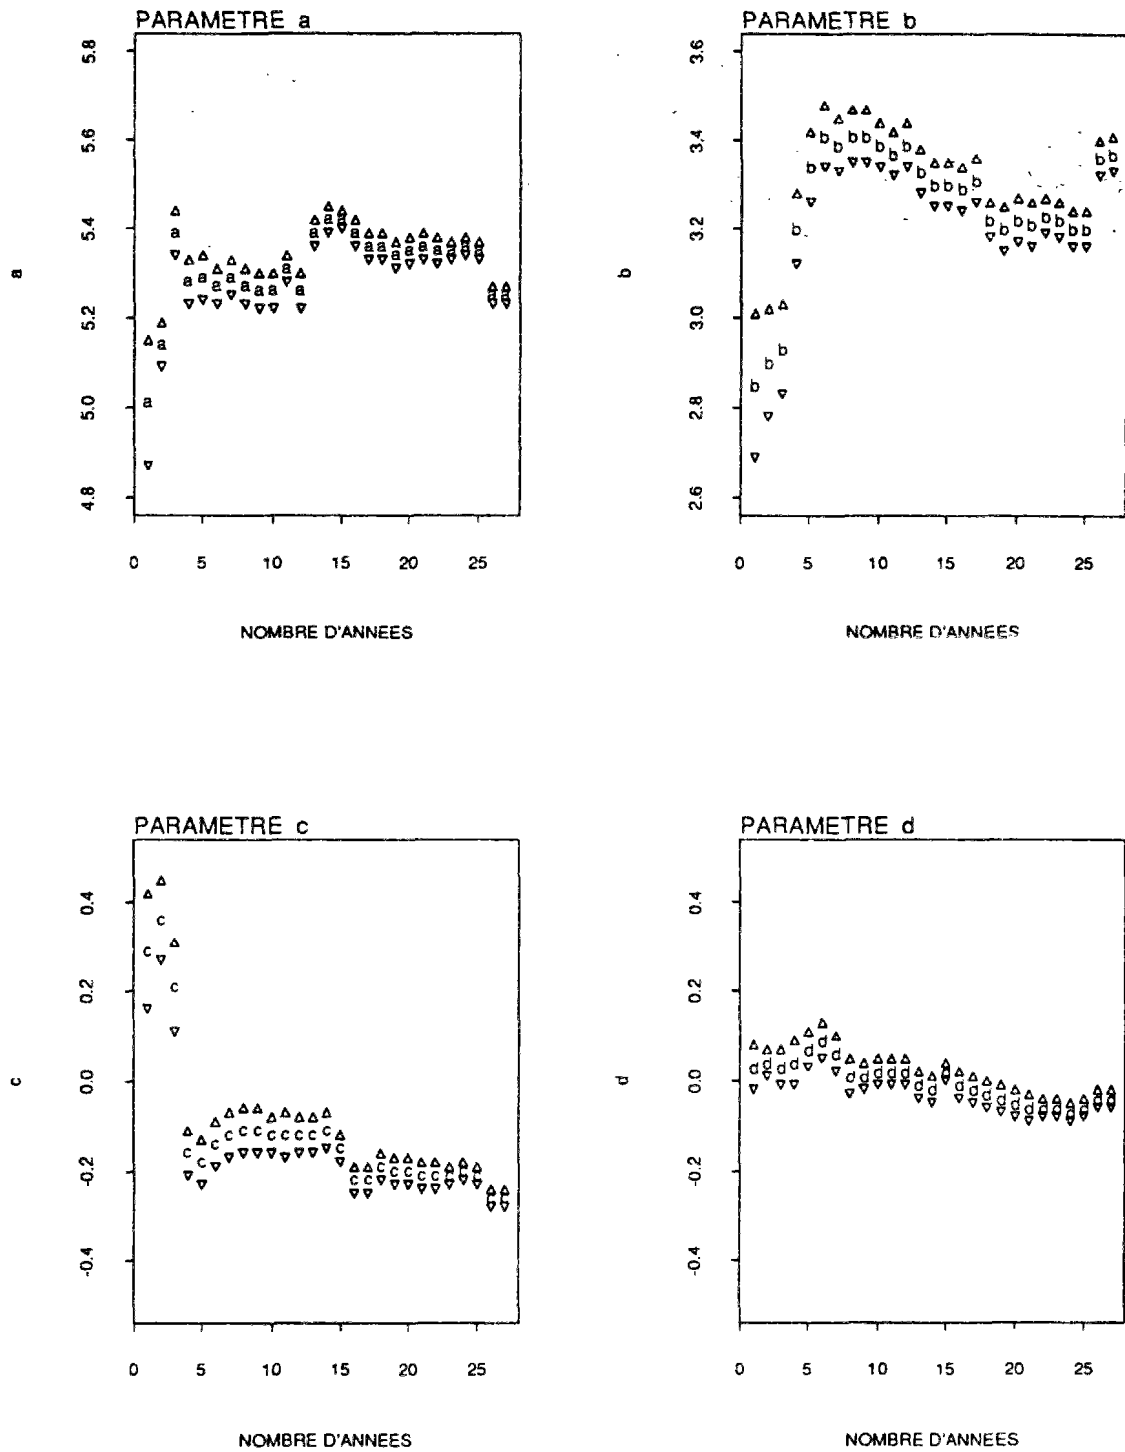 PARAMETRE a
PARAMETRE b
5.8
5.6
5.4
5.2
5.0
4.8
a
0 5 10 15 20 25
NOMBRE D'ANNEES
3.6
3.4
3.2
3.0
2.8
2.6
b
0 5 10 15 20 25
NOMBRE D'ANNEES
PARAMETRE c
PARAMETRE d
0.4
0.2
0.0
-0.2
-0.4
c
0 5 10 15 20 25
NOMBRE D'ANNEES
0.4
0.2
0.0
-0.2
-0.4
d
0 5 10 15 20 25
NOMBRE D'ANNEES